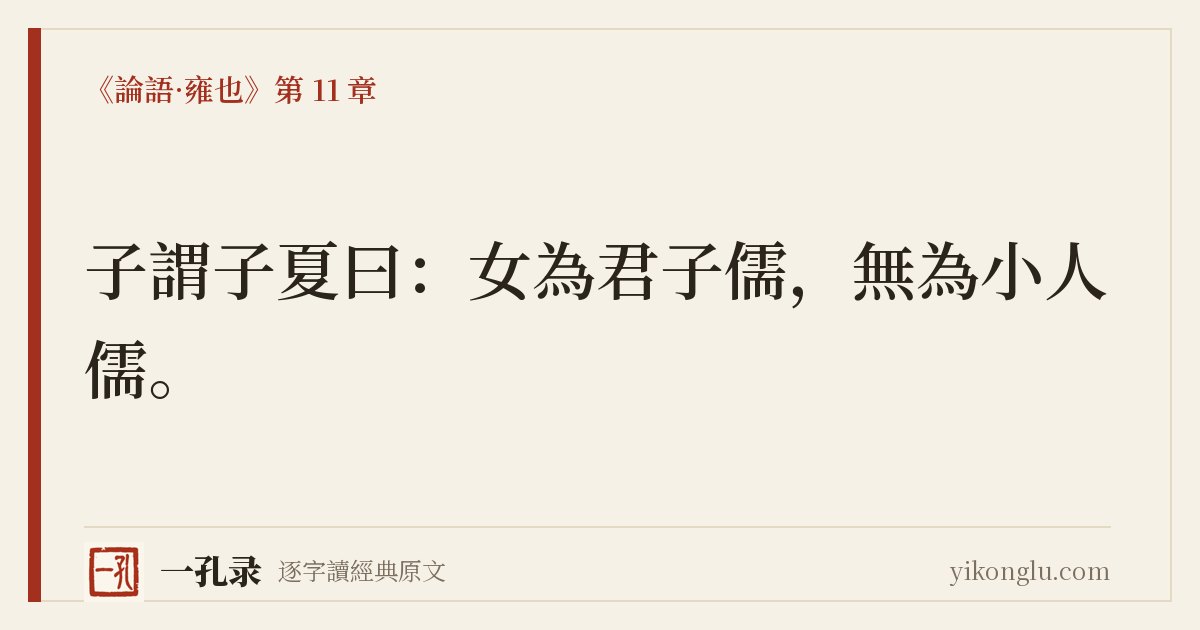 《論語·雍也》第 11 章
子謂子夏曰：女為君子儒，無為小人
儒。
一孔
一孔录
逐字讀經典原文
yikonglu.com